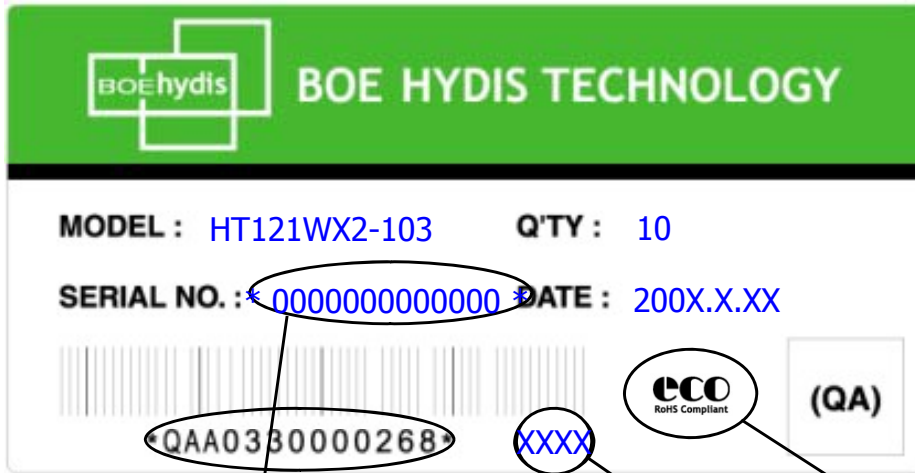 BOEhydis BOE HYDIS TECHNOLOGY
MODEL : HT121WX2-103 Q'TY : 10
SERIAL NO. :* 0000000000000 * DATE : 200X.X.XX
eco
RoHS Compliant
(QA)
*QAA0330000268* XXXX